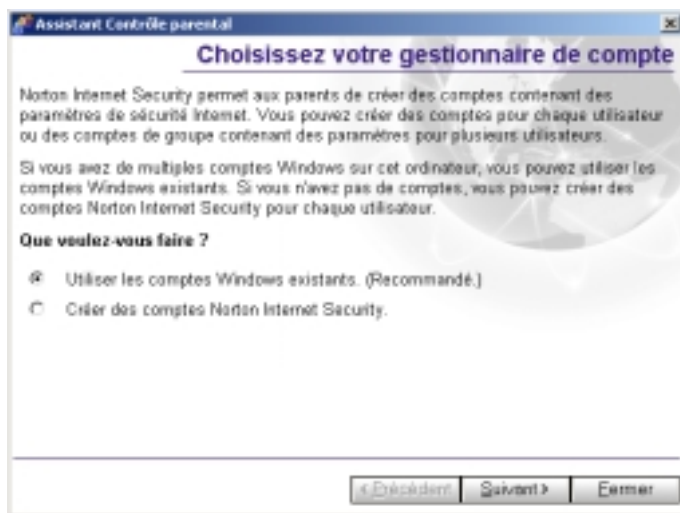 Assistant Contrôle parental
Choisissez votre gestionnaire de compte
Norton Internet Security permet aux parents de créer des comptes contenant des
paramètres de sécurité Internet. Vous pouvez créer des comptes pour chaque utilisateur
ou des comptes de groupe contenant des paramètres pour plusieurs utilisateurs.
Si vous avez de multiples comptes Windows sur cet ordinateur, vous pouvez utiliser les
comptes Windows existants. Si vous n'avez pas de comptes, vous pouvez créer des
comptes Norton Internet Security pour chaque utilisateur.
Que voulez-vous faire ?
Utiliser les comptes Windows existants. (Recommandé.)
Créer des comptes Norton Internet Security.
< Précédent Suivant > Fermer